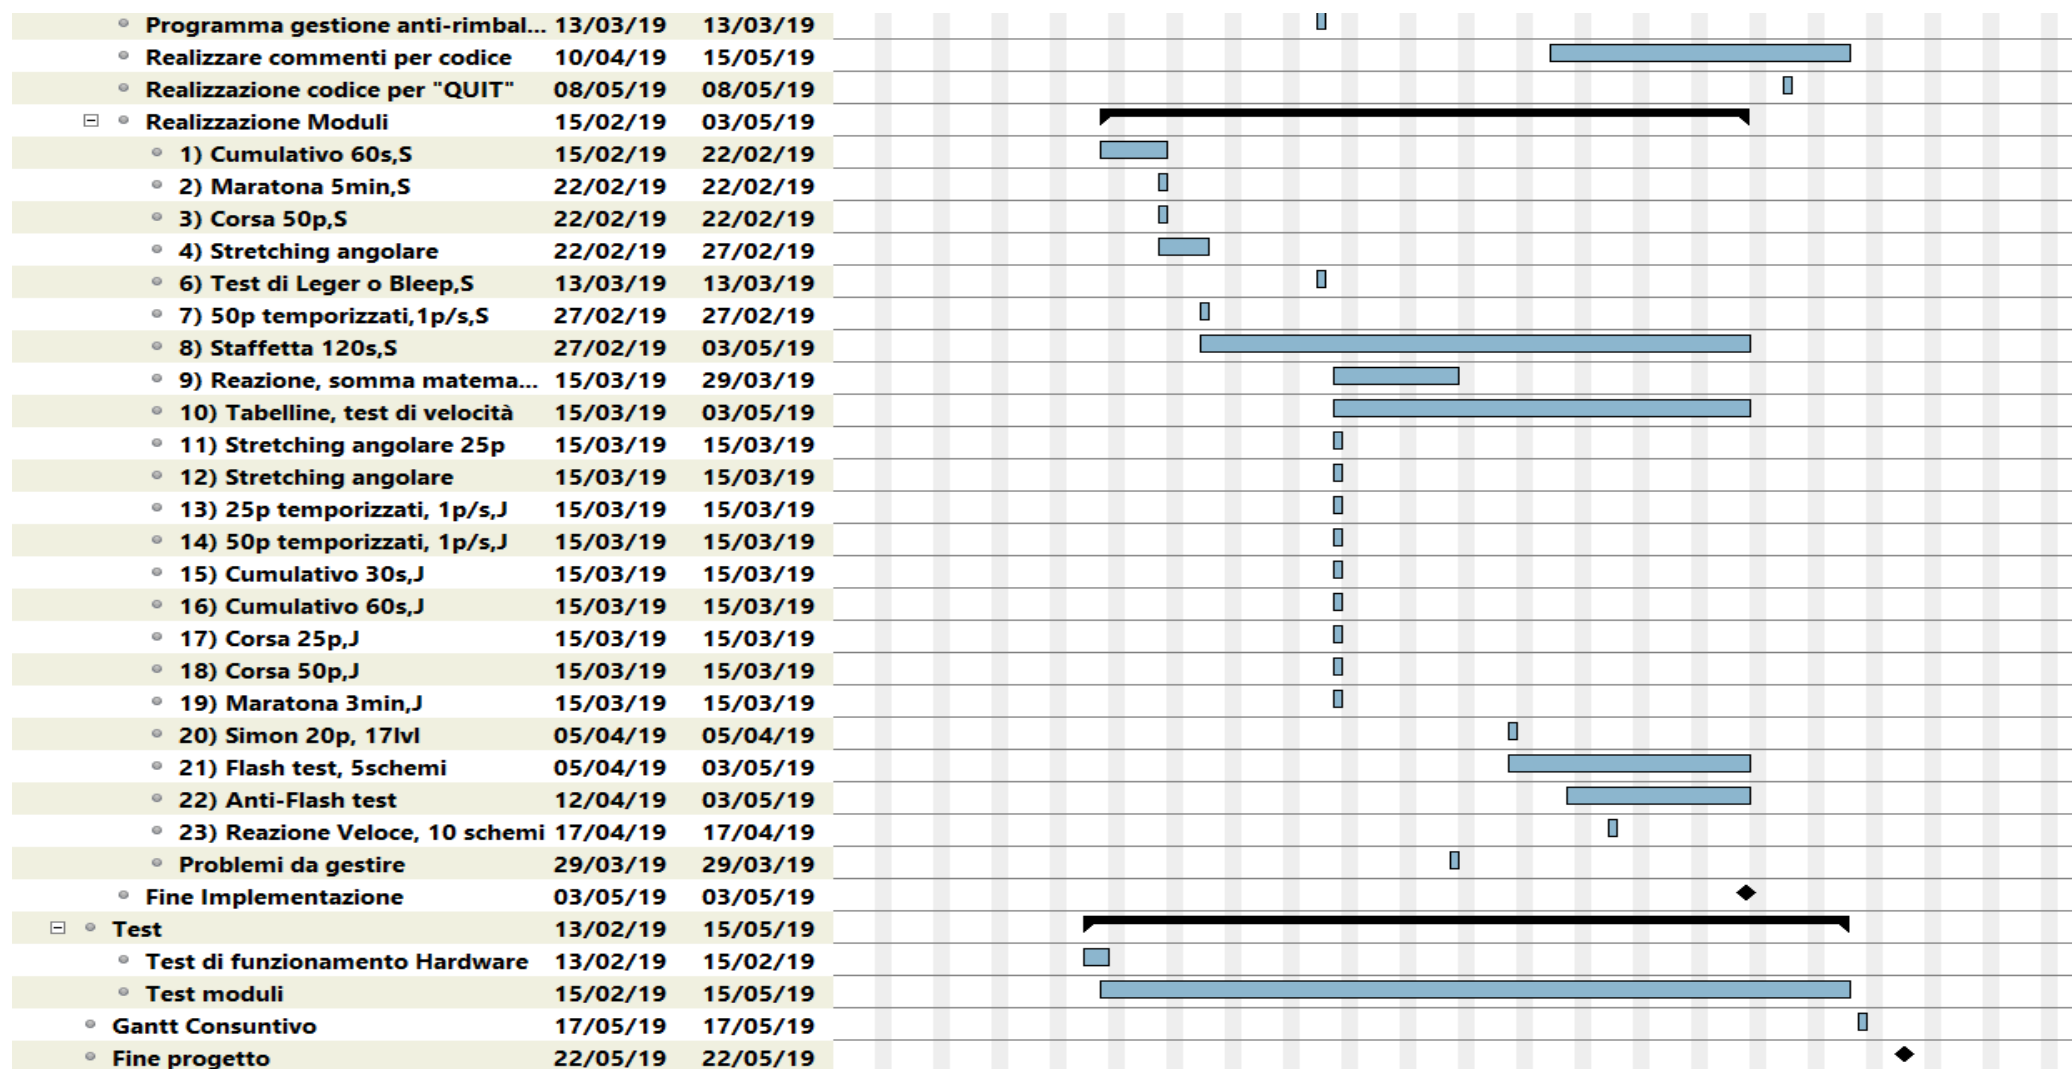 Programma gestione anti-rimbal... 13/03/19 13/03/19
Realizzare commenti per codice 10/04/19 15/05/19
Realizzazione codice per "QUIT" 08/05/19 08/05/19
Realizzazione Moduli 15/02/19 03/05/19
1) Cumulativo 60s,S 15/02/19 22/02/19
2) Maratona 5min,S 22/02/19 22/02/19
3) Corsa 50p,S 22/02/19 22/02/19
4) Stretching angolare 22/02/19 27/02/19
6) Test di Leger o Bleep,S 13/03/19 13/03/19
7) 50p temporizzati,1p/s,S 27/02/19 27/02/19
8) Staffetta 120s,S 27/02/19 03/05/19
9) Reazione, somma matema... 15/03/19 29/03/19
10) Tabelline, test di velocità 15/03/19 03/05/19
11) Stretching angolare 25p 15/03/19 15/03/19
12) Stretching angolare 15/03/19 15/03/19
13) 25p temporizzati, 1p/s,J 15/03/19 15/03/19
14) 50p temporizzati, 1p/s,J 15/03/19 15/03/19
15) Cumulativo 30s,J 15/03/19 15/03/19
16) Cumulativo 60s,J 15/03/19 15/03/19
17) Corsa 25p,J 15/03/19 15/03/19
18) Corsa 50p,J 15/03/19 15/03/19
19) Maratona 3min,J 15/03/19 15/03/19
20) Simon 20p, 17lvl 05/04/19 05/04/19
21) Flash test, 5schemi 05/04/19 03/05/19
22) Anti-Flash test 12/04/19 03/05/19
23) Reazione Veloce, 10 schemi 17/04/19 17/04/19
Problemi da gestire 29/03/19 29/03/19
Fine Implementazione 03/05/19 03/05/19
Test 13/02/19 15/05/19
Test di funzionamento Hardware 13/02/19 15/02/19
Test moduli 15/02/19 15/05/19
Gantt Consuntivo 17/05/19 17/05/19
Fine progetto 22/05/19 22/05/19